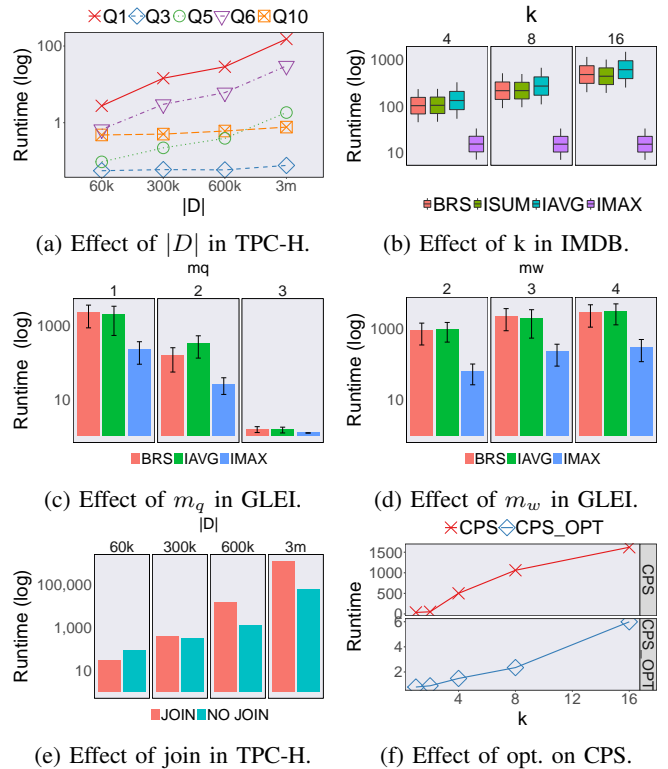 Q1 Q3 Q5 Q6 Q10
Runtime (log)
100
1
60k 300k 600k 3m
|D|
(a) Effect of |D| in TPC-H.
k
4 8 16
Runtime (log)
1000
100
10
BRS ISUM IAVG IMAX
(b) Effect of k in IMDB.
mq
1 2 3
Runtime (log)
1000
10
BRS IAVG IMAX
(c) Effect of m_q in GLEI.
mw
2 3 4
Runtime (log)
1000
10
BRS IAVG IMAX
(d) Effect of m_w in GLEI.
|D|
60k 300k 600k 3m
Runtime (log)
100,000
1,000
10
JOIN NO JOIN
(e) Effect of join in TPC-H.
CPS CPS_OPT
Runtime
1500
1000
500
0
CPS
6
4
2
CPS_OPT
4 8 12 16
k
(f) Effect of opt. on CPS.